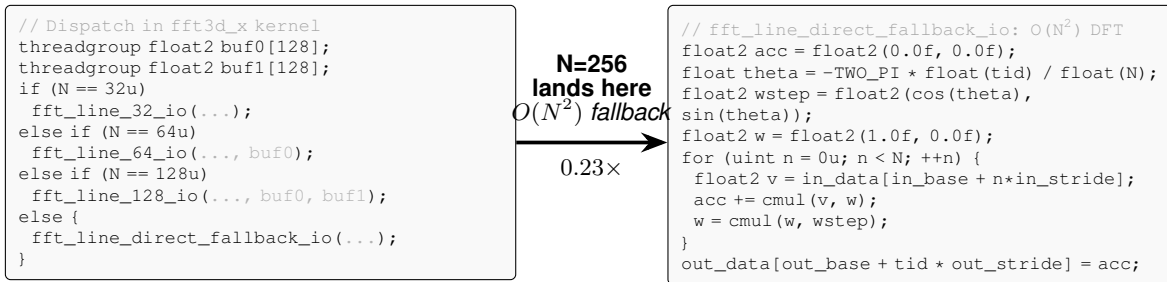 // Dispatch in fft3d_x kernel
threadgroup float2 buf0[128];
threadgroup float2 buf1[128];
if (N == 32u)
fft_line_32_io(...);
else if (N == 64u)
fft_line_64_io(..., buf0);
else if (N == 128u)
fft_line_128_io(..., buf0, buf1);
else {
fft_line_direct_fallback_io(...);
}
N=256
lands here
O(N²) fallback
0.23×
// fft_line_direct_fallback_io: O(N²) DFT
float2 acc = float2(0.0f, 0.0f);
float theta = -TWO_PI * float(tid) / float(N);
float2 wstep = float2(cos(theta),
sin(theta));
float2 w = float2(1.0f, 0.0f);
for (uint n = 0u; n < N; ++n) {
float2 v = in_data[in_base + n*in_stride];
acc += cmul(v, w);
w = cmul(w, wstep);
}
out_data[out_base + tid * out_stride] = acc;